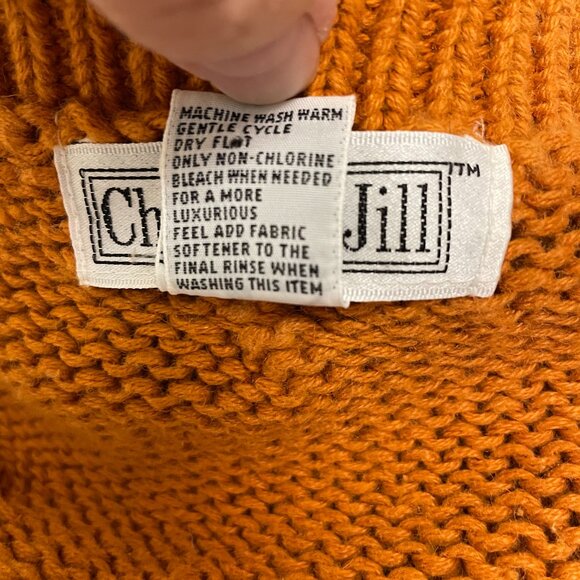 MACHINE WASH WARM
GENTLE CYCLE
DRY FLAT
ONLY NON-CHLORINE
BLEACH WHEN NEEDED
FOR A MORE
LUXURIOUS
FEEL ADD FABRIC
SOFTENER TO THE
FINAL RINSE WHEN
WASHING THIS ITEM
Ch Jill TM